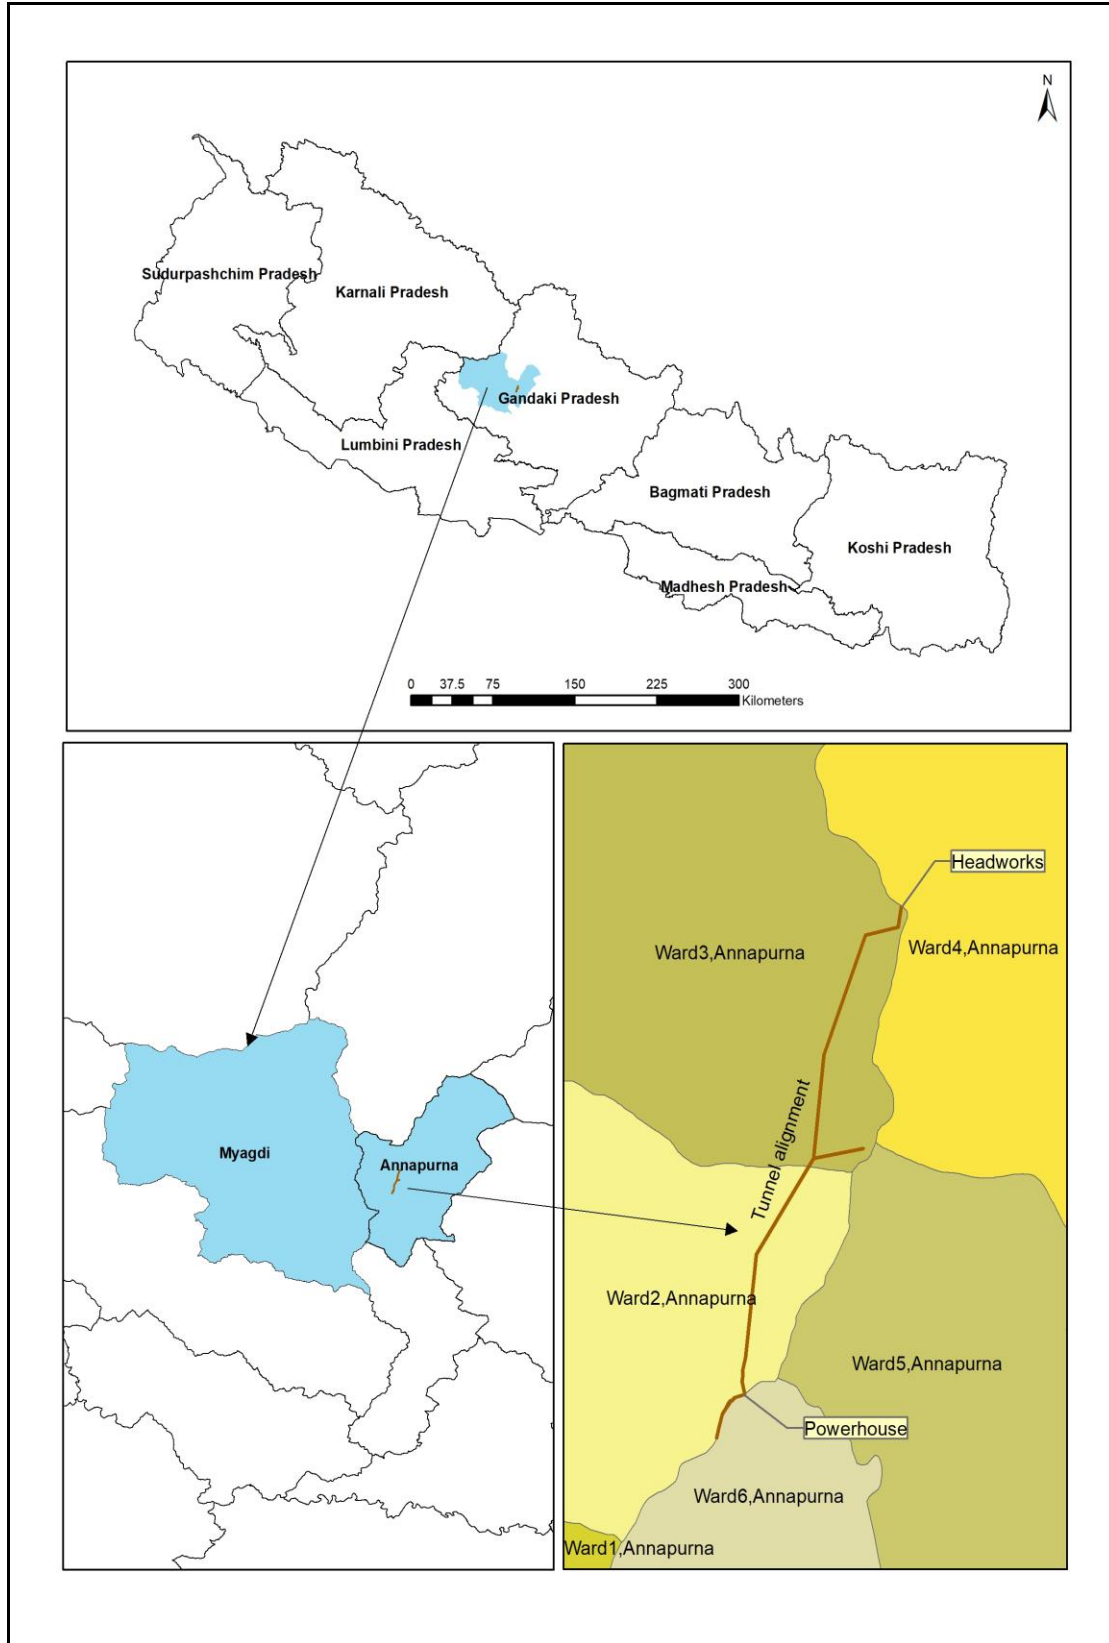 N
Sudurpashchim Pradesh
Karnali Pradesh
Gandaki Pradesh
Lumbini Pradesh
Bagmati Pradesh
Koshi Pradesh
Madhesh Pradesh
0 37.5 75 150 225 300
Kilometers
Myagdi
Annapurna
Headworks
Ward3,Annapurna
Ward4,Annapurna
Tunnel alignment
Ward2,Annapurna
Ward5,Annapurna
Powerhouse
Ward6,Annapurna
Ward1,Annapurna